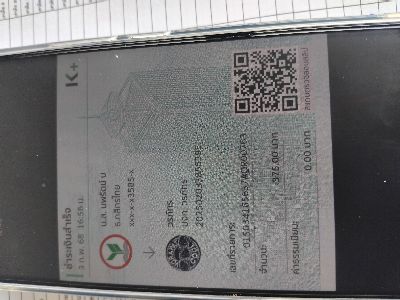 ชำระเงินสำเร็จ
3 ก.พ. 68 16:56 น.
K+
น.ส. นพรัตน์ บ
ธ.กสิกรไทย
xxx-x-x3585-x
วรภัทร
บจก. วรภัทร
เลขที่รายการ:
จำนวน:
375.00 บาท
ค่าธรรมเนียม:
0.00 บาท
สแกนตรวจสอบสลิป